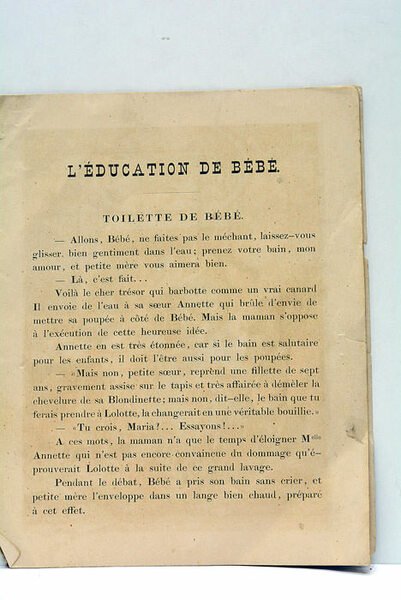 L'ÉDUCATION DE BÉBÉ.
TOILETTE DE BÉBÉ.
— Allons, Bébé, ne faites pas le méchant, laissez-vous
glisser bien gentiment dans l'eau; prenez votre bain, mon
amour, et petite mère vous aimera bien.
— Là, c'est fait...
Voilà le cher trésor qui barbotte comme un vrai canard
Il envoie de l'eau à sa sœur Annette qui brûle d'envie de
mettre sa poupée à côté de Bébé. Mais la maman s'oppose
à l'exécution de cette heureuse idée.
Annette en est très étonnée, car si le bain est salutaire
pour les enfants, il doit l'être aussi pour les poupées.
— «Mais non, petite sœur, reprend une fillette de sept
ans, gravement assise sur le tapis et très affairée à démêler la
chevelure de sa Blondinette; mais non, dit-elle, le bain que tu
ferais prendre à Lolotte, la changerait en une véritable bouillie.»
— «Tu crois, Maria?... Essayons!...»
A ces mots, la maman n'a que le temps d'éloigner Melle
Annette qui n'est pas encore convaincue du dommage qu'é-
prouverait Lolotte à la suite de ce grand lavage.
Pendant le débat, Bébé a pris son bain sans crier, et
petite mère l'enveloppe dans un lange bien chaud, préparé
à cet effet.